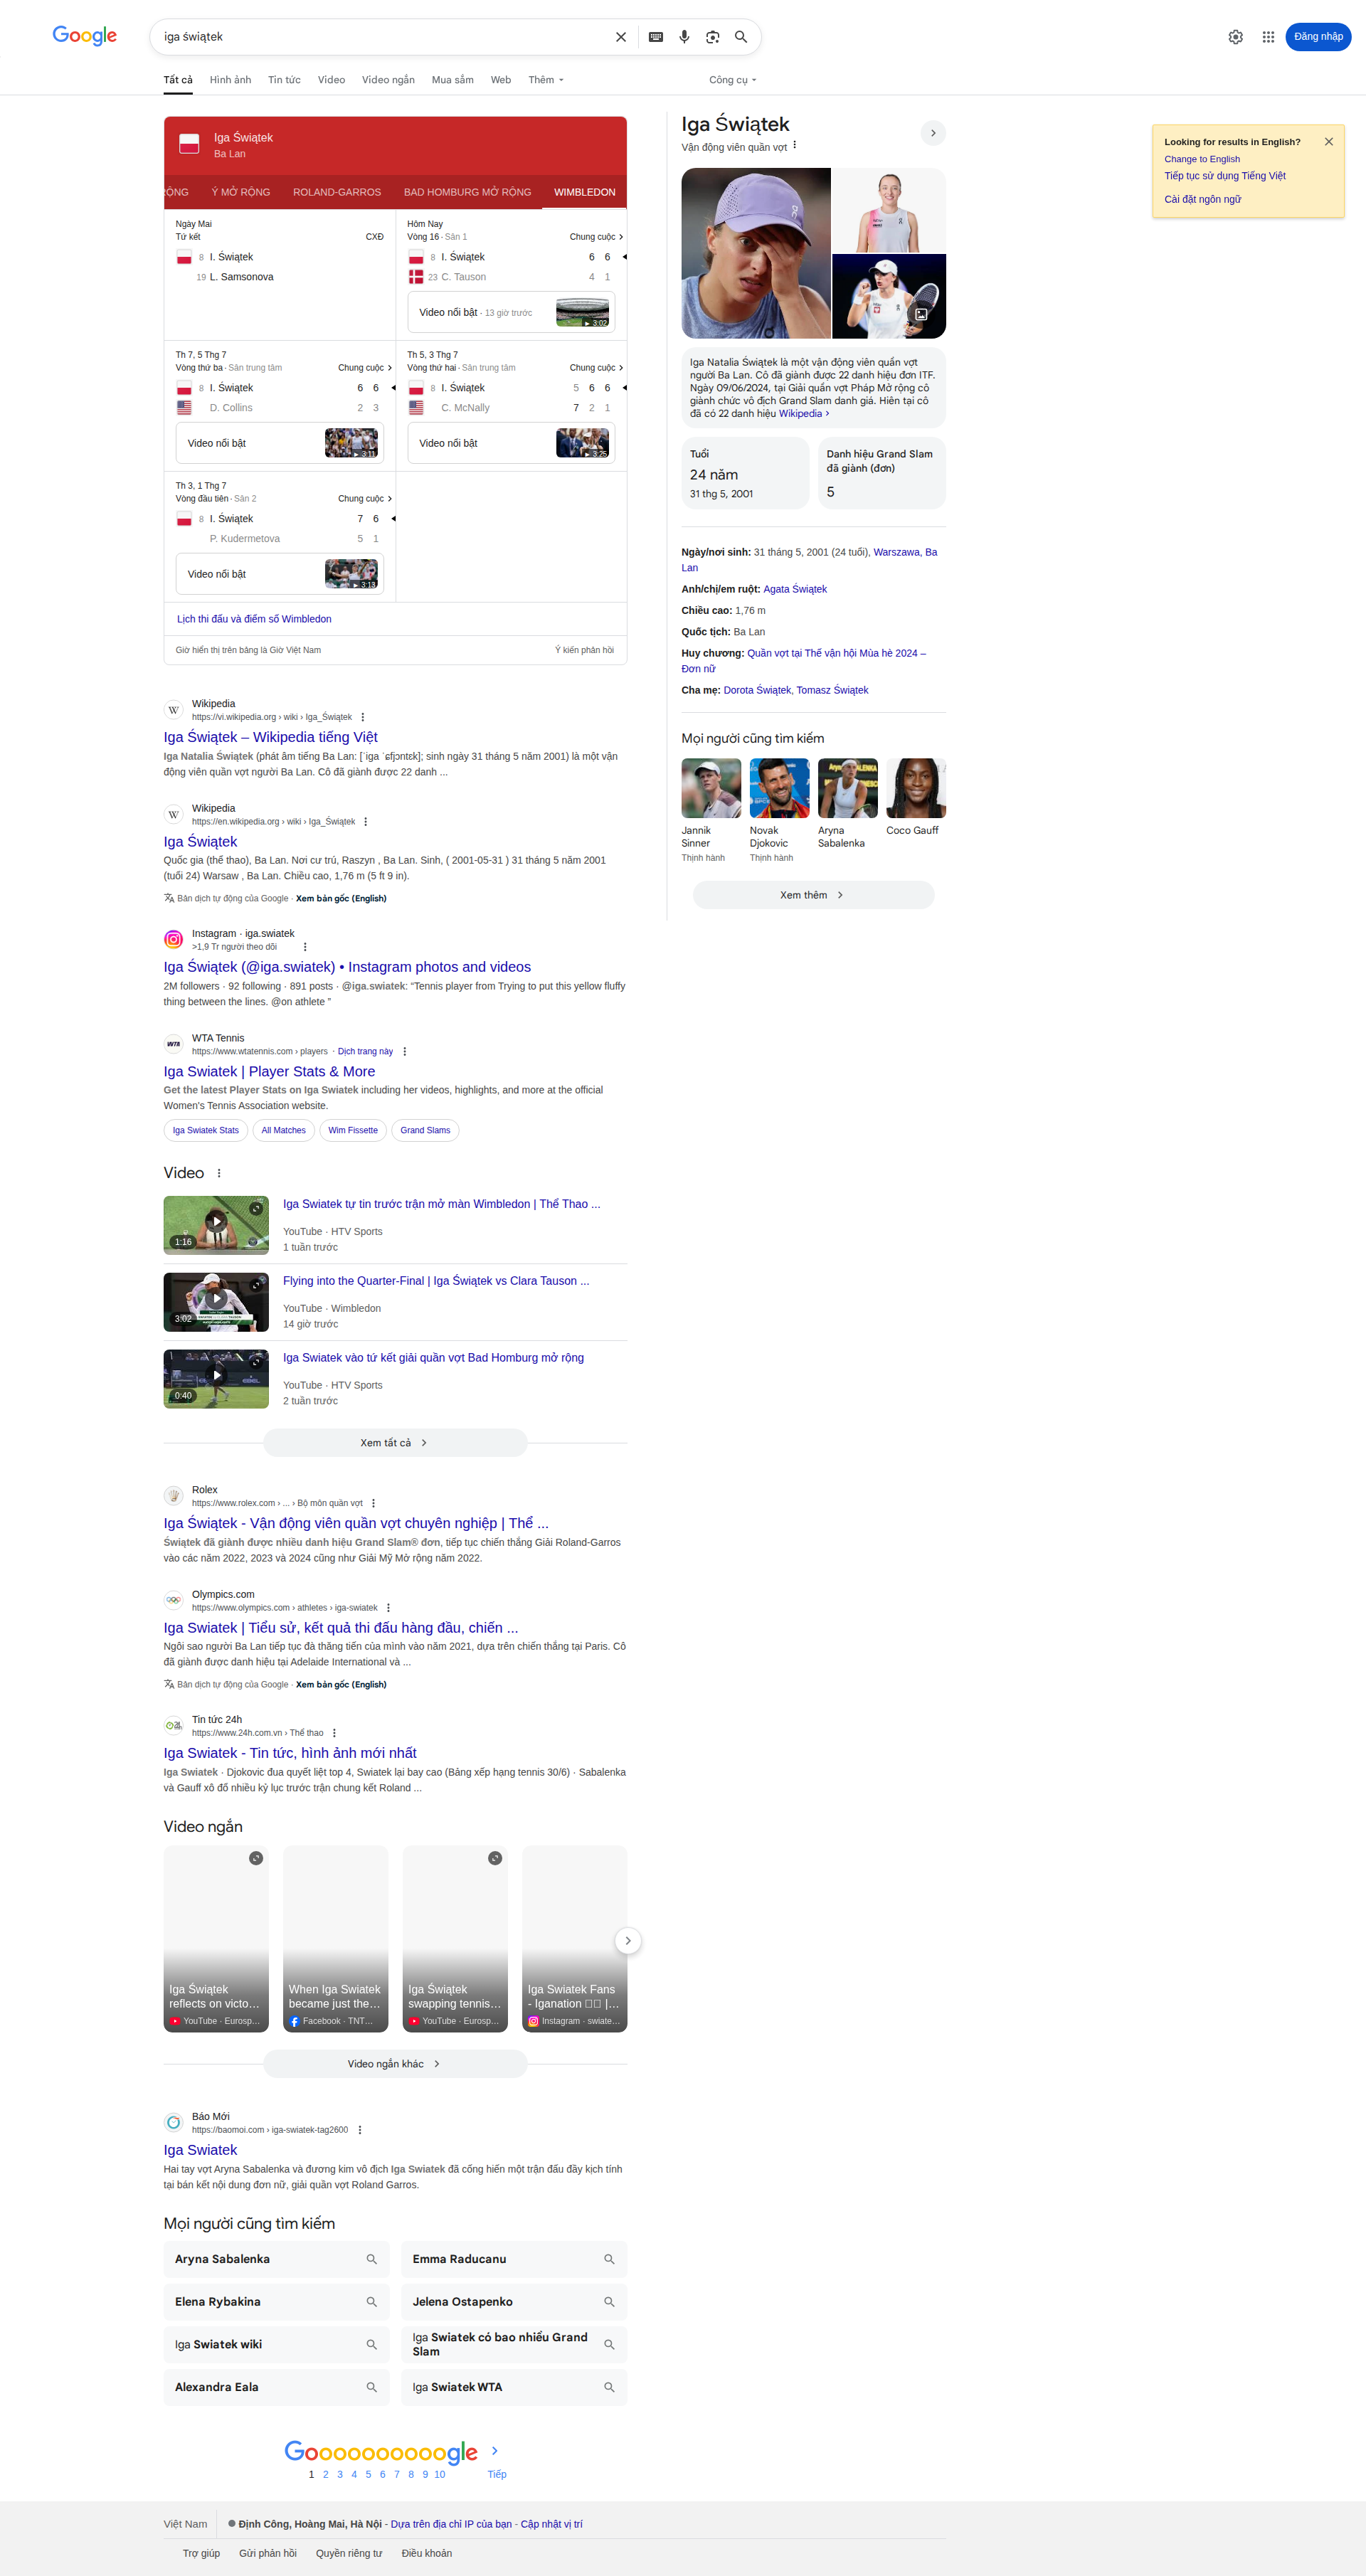 Google
iga świątek
Đăng nhập
Tất cả Hình ảnh Tin tức Video Video ngắn Mua sắm Web Thêm Công cụ
Iga Świątek
Ba Lan
RỘNG Ý MỞ RỘNG ROLAND-GARROS BAD HOMBURG MỞ RỘNG WIMBLEDON
Ngày Mai
Tứ kết CXĐ
8 I. Świątek
19 L. Samsonova
Hôm Nay
Vòng 16 · Sân 1 Chung cuộc
8 I. Świątek 6 6
23 C. Tauson 4 1
Video nổi bật - 13 giờ trước
3:02
Th 7, 5 Thg 7
Vòng thứ ba · Sân trung tâm Chung cuộc
8 I. Świątek 6 6
D. Collins 2 3
Video nổi bật
3:11
Th 5, 3 Thg 7
Vòng thứ hai · Sân trung tâm Chung cuộc
8 I. Świątek 5 6 6
C. McNally 7 2 1
Video nổi bật
3:25
Th 3, 1 Thg 7
Vòng đầu tiên · Sân 2 Chung cuộc
8 I. Świątek 7 6
P. Kudermetova 5 1
Video nổi bật
3:13
Lịch thi đấu và điểm số Wimbledon
Giờ hiển thị trên bảng là Giờ Việt Nam Ý kiến phản hồi
Wikipedia
https://vi.wikipedia.org › wiki › Iga_Świątek
Iga Świątek – Wikipedia tiếng Việt
Iga Natalia Świątek (phát âm tiếng Ba Lan: [ˈiɡa ˈɕfjɔntɛk]; sinh ngày 31 tháng 5 năm 2001) là một vận
động viên quần vợt người Ba Lan. Cô đã giành được 22 danh ...
Wikipedia
https://en.wikipedia.org › wiki › Iga_Świątek
Iga Świątek
Quốc gia (thể thao), Ba Lan. Nơi cư trú, Raszyn , Ba Lan. Sinh, ( 2001-05-31 ) 31 tháng 5 năm 2001
(tuổi 24) Warsaw , Ba Lan. Chiều cao, 1,76 m (5 ft 9 in).
Bản dịch tự động của Google · Xem bản gốc (English)
Instagram · iga.swiatek
>1,9 Tr người theo dõi
Iga Świątek (@iga.swiatek) • Instagram photos and videos
2M followers · 92 following · 891 posts · @iga.swiatek: “Tennis player from Trying to put this yellow fluffy
thing between the lines. @on athlete ”
WTA Tennis
https://www.wtatennis.com › players · Dịch trang này
Iga Swiatek | Player Stats & More
Get the latest Player Stats on Iga Swiatek including her videos, highlights, and more at the official
Women's Tennis Association website.
Iga Swiatek Stats All Matches Wim Fissette Grand Slams
Video
Iga Swiatek tự tin trước trận mở màn Wimbledon | Thể Thao ...
YouTube · HTV Sports
1 tuần trước
1:16
Flying into the Quarter-Final | Iga Świątek vs Clara Tauson ...
YouTube · Wimbledon
14 giờ trước
3:02
Iga Swiatek vào tứ kết giải quần vợt Bad Homburg mở rộng
YouTube · HTV Sports
2 tuần trước
0:40
Xem tất cả
Rolex
https://www.rolex.com › ... › Bộ môn quần vợt
Iga Świątek - Vận động viên quần vợt chuyên nghiệp | Thể ...
Świątek đã giành được nhiều danh hiệu Grand Slam® đơn, tiếp tục chiến thắng Giải Roland-Garros
vào các năm 2022, 2023 và 2024 cũng như Giải Mỹ Mở rộng năm 2022.
Olympics.com
https://www.olympics.com › athletes › iga-swiatek
Iga Swiatek | Tiểu sử, kết quả thi đấu hàng đầu, chiến ...
Ngôi sao người Ba Lan tiếp tục đà thăng tiến của mình vào năm 2021, dựa trên chiến thắng tại Paris. Cô
đã giành được danh hiệu tại Adelaide International và ...
Bản dịch tự động của Google · Xem bản gốc (English)
Tin tức 24h
https://www.24h.com.vn › Thể thao
Iga Swiatek - Tin tức, hình ảnh mới nhất
Iga Swiatek · Djokovic đua quyết liệt top 4, Swiatek lại bay cao (Bảng xếp hạng tennis 30/6) · Sabalenka
và Gauff xô đổ nhiều kỷ lục trước trận chung kết Roland ...
Video ngắn
Iga Świątek
reflects on victo...
YouTube · Eurosp...
When Iga Swiatek
became just the...
Facebook · TNT...
Iga Świątek
swapping tennis...
YouTube · Eurosp...
Iga Swiatek Fans
- Iganation |...
Instagram · swiate...
Video ngắn khác
Báo Mới
https://baomoi.com › iga-swiatek-tag2600
Iga Swiatek
Hai tay vợt Aryna Sabalenka và đương kim vô địch Iga Swiatek đã cống hiến một trận đấu đầy kịch tính
tại bán kết nội dung đơn nữ, giải quần vợt Roland Garros.
Mọi người cũng tìm kiếm
Aryna Sabalenka
Emma Raducanu
Elena Rybakina
Jelena Ostapenko
Iga Swiatek wiki
Iga Swiatek có bao nhiều Grand
Slam
Alexandra Eala
Iga Swiatek WTA
Goooooooooogle
1 2 3 4 5 6 7 8 9 10 Tiếp
Việt Nam
Định Công, Hoàng Mai, Hà Nội - Dựa trên địa chỉ IP của bạn - Cập nhật vị trí
Trợ giúp Gửi phản hồi Quyền riêng tư Điều khoản
Iga Świątek
Vận động viên quần vợt
Iga Natalia Świątek là một vận động viên quần vợt
người Ba Lan. Cô đã giành được 22 danh hiệu đơn ITF.
Ngày 09/06/2024, tại Giải quần vợt Pháp Mở rộng cô
giành chức vô địch Grand Slam danh giá. Hiện tại cô
đã có 22 danh hiệu Wikipedia
Tuổi
24 năm
31 thg 5, 2001
Danh hiệu Grand Slam
đã giành (đơn)
5
Ngày/nơi sinh: 31 tháng 5, 2001 (24 tuổi), Warszawa, Ba
Lan
Anh/chị/em ruột: Agata Świątek
Chiều cao: 1,76 m
Quốc tịch: Ba Lan
Huy chương: Quần vợt tại Thế vận hội Mùa hè 2024 –
Đơn nữ
Cha mẹ: Dorota Świątek, Tomasz Świątek
Mọi người cũng tìm kiếm
Jannik
Sinner
Thịnh hành
Novak
Djokovic
Thịnh hành
Aryna
Sabalenka
Coco Gauff
Xem thêm
Looking for results in English?
Change to English
Tiếp tục sử dụng Tiếng Việt
Cài đặt ngôn ngữ